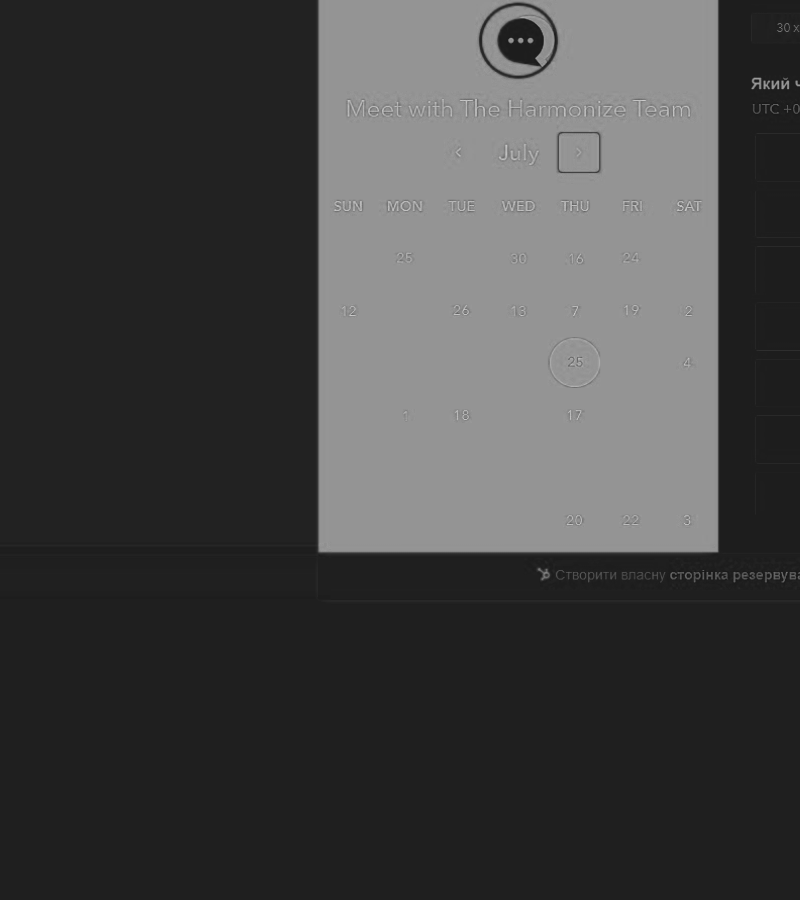 30 x
Meet with The Harmonize Team
Який ч
UTC +0
July
SUN MON TUE WED THU FRI SAT
25 30 16 24
12 26 13 7 19 2
25 4
1 18 17
20 22 3
Створити власну сторінка резервува